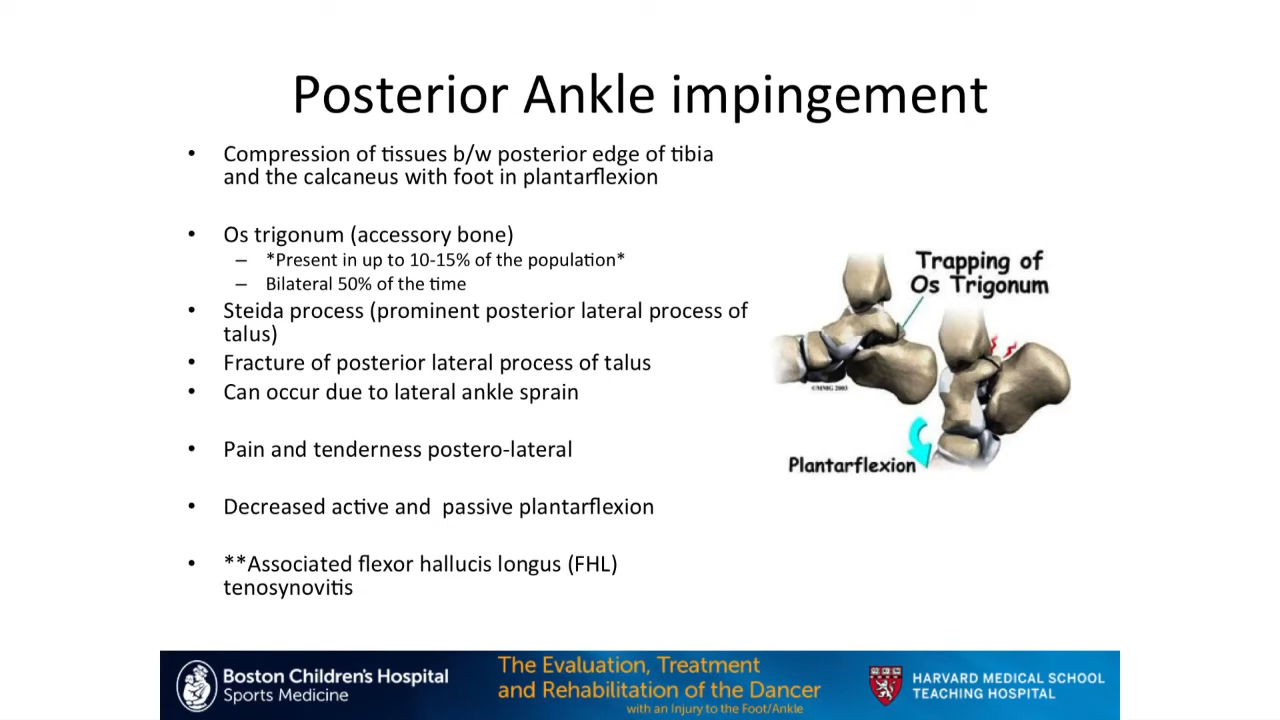 Posterior Ankle impingement
• Compression of tissues b/w posterior edge of tibia
and the calcaneus with foot in plantarflexion
• Os trigonum (accessory bone)
– *Present in up to 10-15% of the population*
– Bilateral 50% of the time
• Steida process (prominent posterior lateral process of
talus)
• Fracture of posterior lateral process of talus
• Can occur due to lateral ankle sprain
• Pain and tenderness postero-lateral
• Decreased active and  passive plantarflexion
• **Associated flexor hallucis longus (FHL)
tenosynovitis
Trapping of
Os Trigonum
©MMG 2003
Plantarflexion
Boston Children's Hospital
Sports Medicine
The Evaluation, Treatment
and Rehabilitation of the Dancer
with an Injury to the Foot/Ankle
HARVARD MEDICAL SCHOOL
TEACHING HOSPITAL